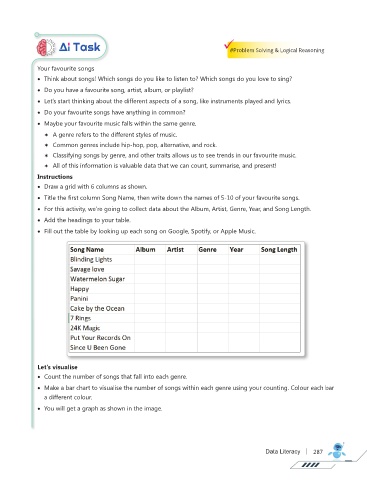 Ai Task
#Problem Solving & Logical Reasoning
Your favourite songs
• Think about songs! Which songs do you like to listen to? Which songs do you love to sing?
• Do you have a favourite song, artist, album, or playlist?
• Let's start thinking about the different aspects of a song, like instruments played and lyrics.
• Do your favourite songs have anything in common?
• Maybe your favourite music falls within the same genre.
✦ A genre refers to the different styles of music.
✦ Common genres include hip-hop, pop, alternative, and rock.
✦ Classifying songs by genre, and other traits allows us to see trends in our favourite music.
✦ All of this information is valuable data that we can count, summarise, and present!
Instructions
• Draw a grid with 6 columns as shown.
• Title the first column Song Name, then write down the names of 5-10 of your favourite songs.
• For this activity, we're going to collect data about the Album, Artist, Genre, Year, and Song Length.
• Add the headings to your table.
• Fill out the table by looking up each song on Google, Spotify, or Apple Music.
Song Name Album Artist Genre Year Song Length
Blinding Lights
Savage love
Watermelon Sugar
Happy
Panini
Cake by the Ocean
7 Rings
24K Magic
Put Your Records On
Since U Been Gone
Let's visualise
• Count the number of songs that fall into each genre.
• Make a bar chart to visualise the number of songs within each genre using your counting. Colour each bar
a different colour.
• You will get a graph as shown in the image.
Data Literacy | 287